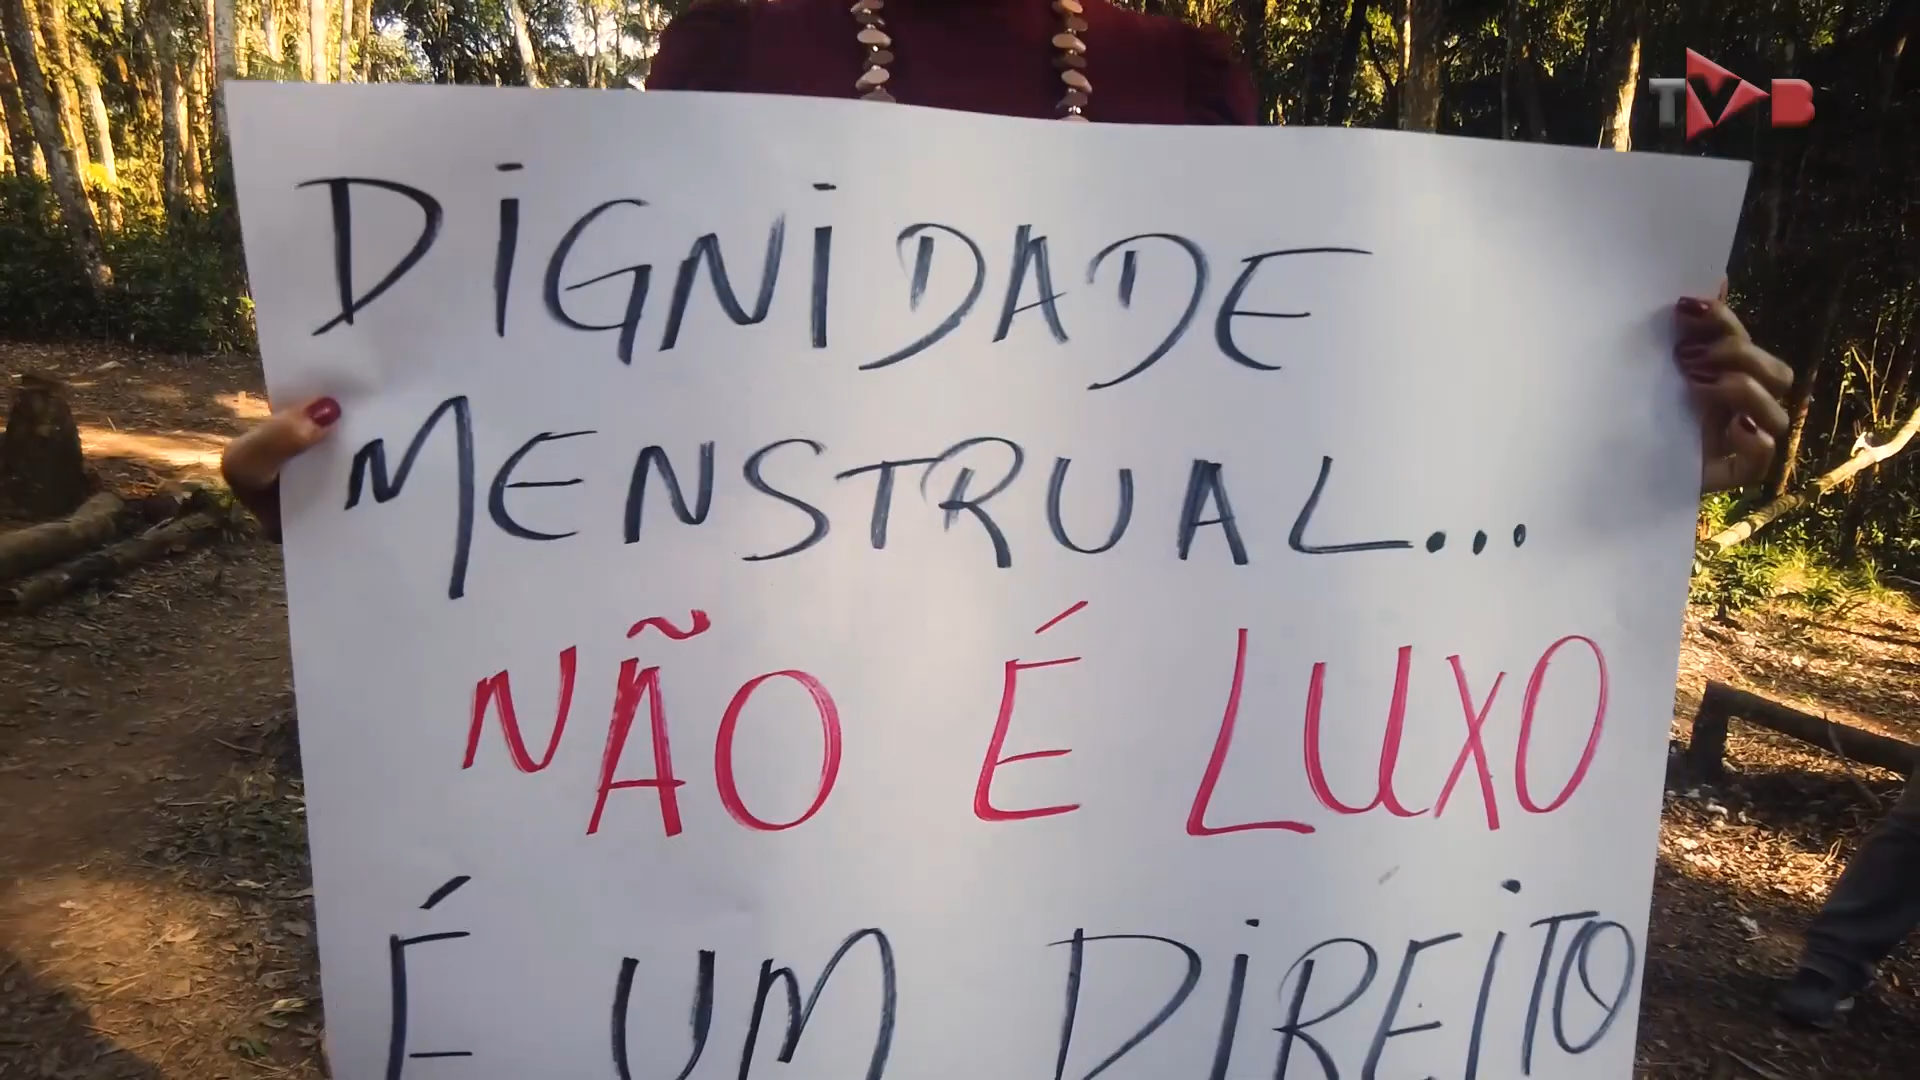 TVB
DIGNIDADE
MENSTRUAL...
NÃO É LUXO
É UM DIREITO